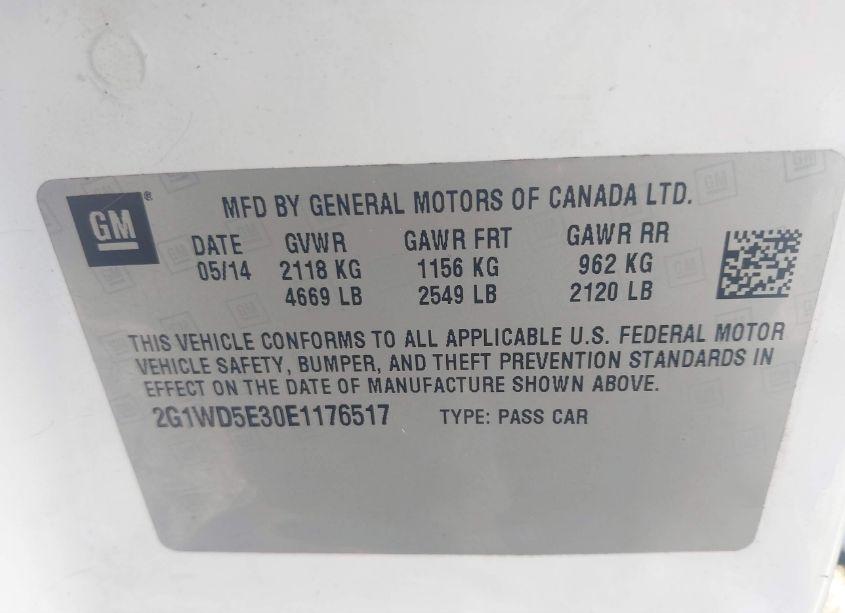 GM®
MFD BY GENERAL MOTORS OF CANADA LTD.
DATE GVWR GAWR FRT GAWR RR
05/14 2118 KG 1156 KG 962 KG
4669 LB 2549 LB 2120 LB
THIS VEHICLE CONFORMS TO ALL APPLICABLE U.S. FEDERAL MOTOR
VEHICLE SAFETY, BUMPER, AND THEFT PREVENTION STANDARDS IN
EFFECT ON THE DATE OF MANUFACTURE SHOWN ABOVE.
2G1WD5E30E1176517 TYPE: PASS CAR